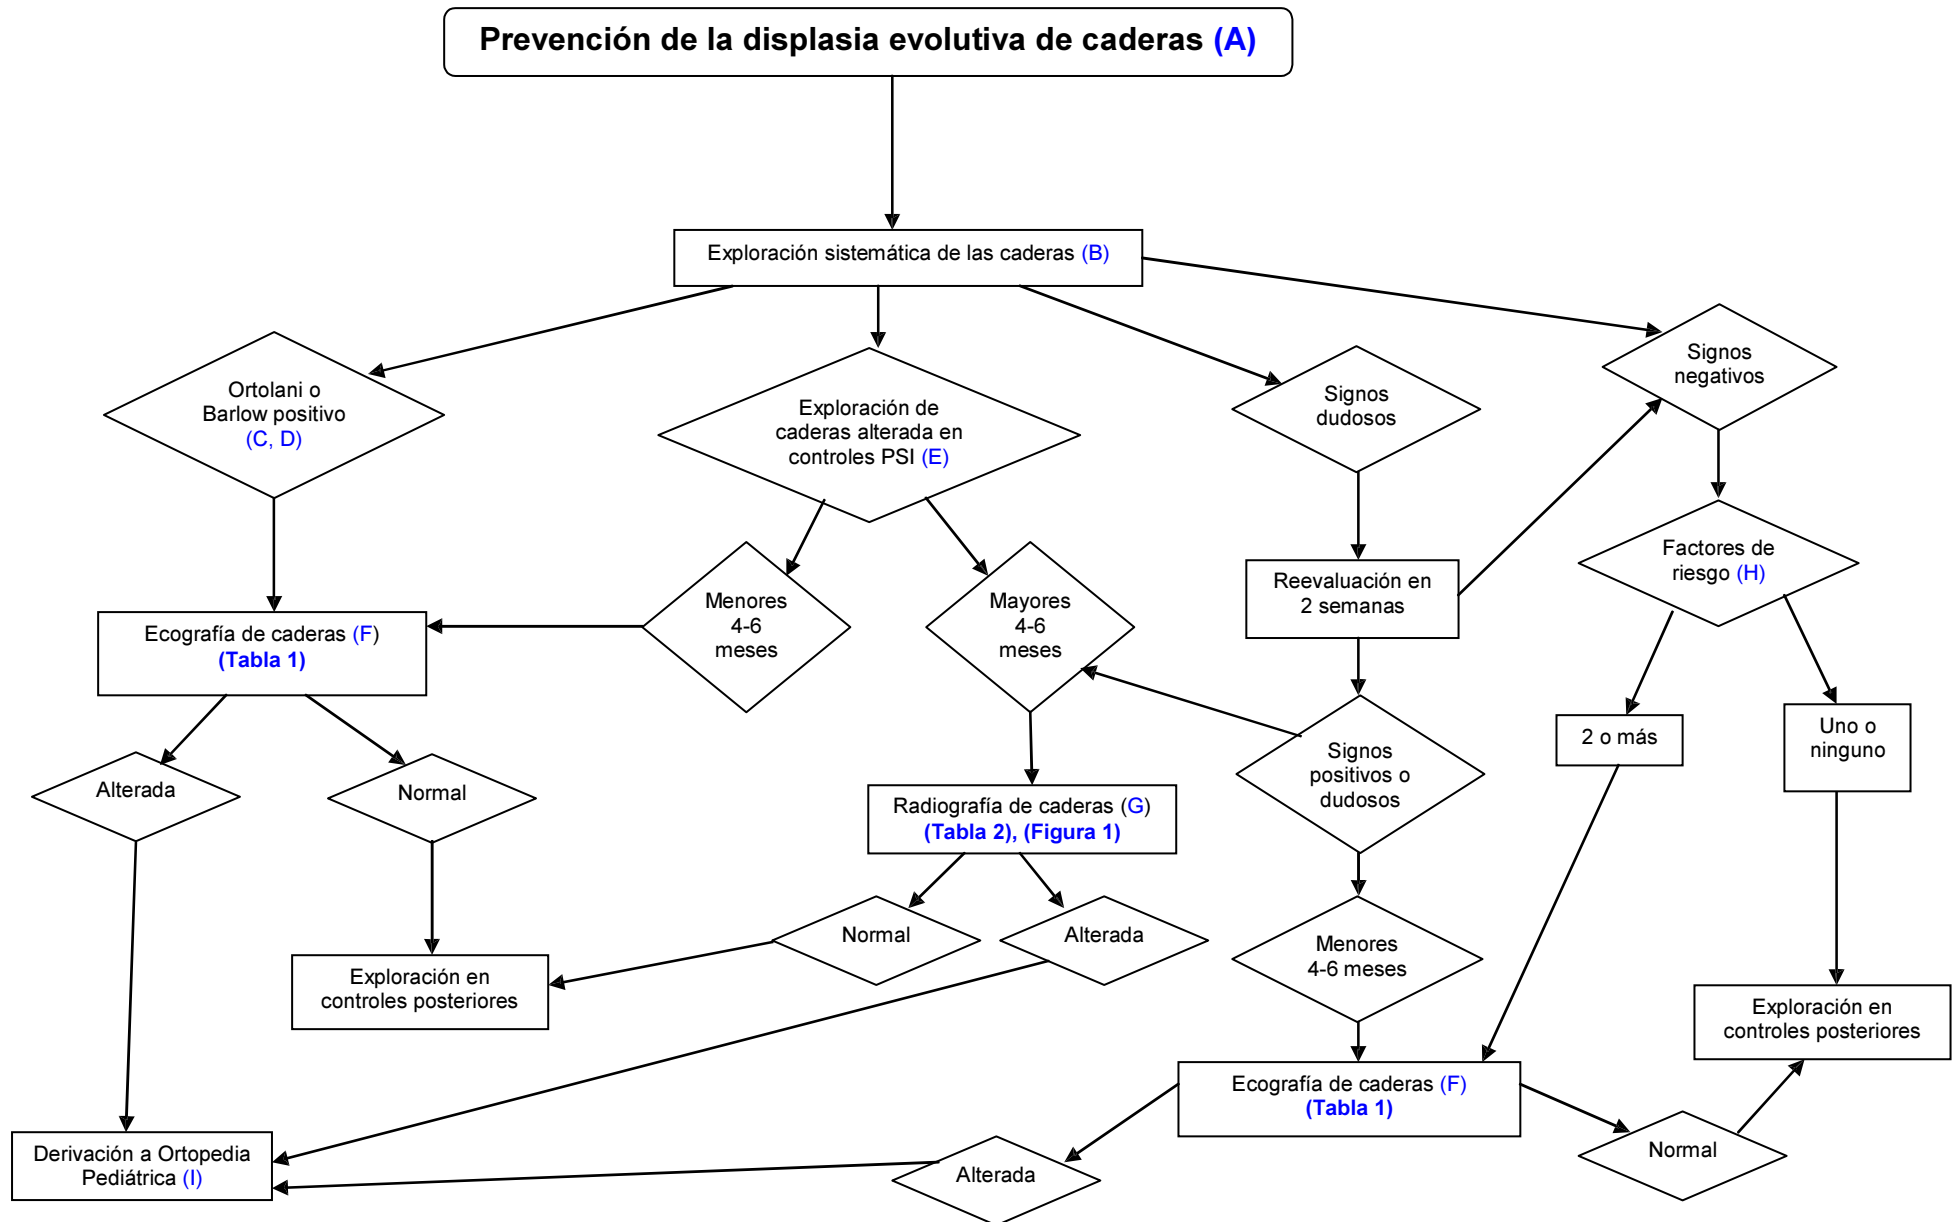 Prevención de la displasia evolutiva de caderas (A)
Exploración sistemática de las caderas (B)
Ortolani o
Barlow positivo
(C, D)
Exploración de
caderas alterada en
controles PSI (E)
Signos
dudosos
Signos
negativos
Menores
4-6
meses
Mayores
4-6
meses
Reevaluación en
2 semanas
Factores de
riesgo (H)
Ecografía de caderas (F)
(Tabla 1)
Alterada
Normal
Signos
positivos o
dudosos
2 o más
Uno o
ninguno
Radiografía de caderas (G)
(Tabla 2), (Figura 1)
Normal
Alterada
Menores
4-6 meses
Exploración en
controles posteriores
Exploración en
controles posteriores
Ecografía de caderas (F)
(Tabla 1)
Derivación a Ortopedia
Pediátrica (I)
Alterada
Normal